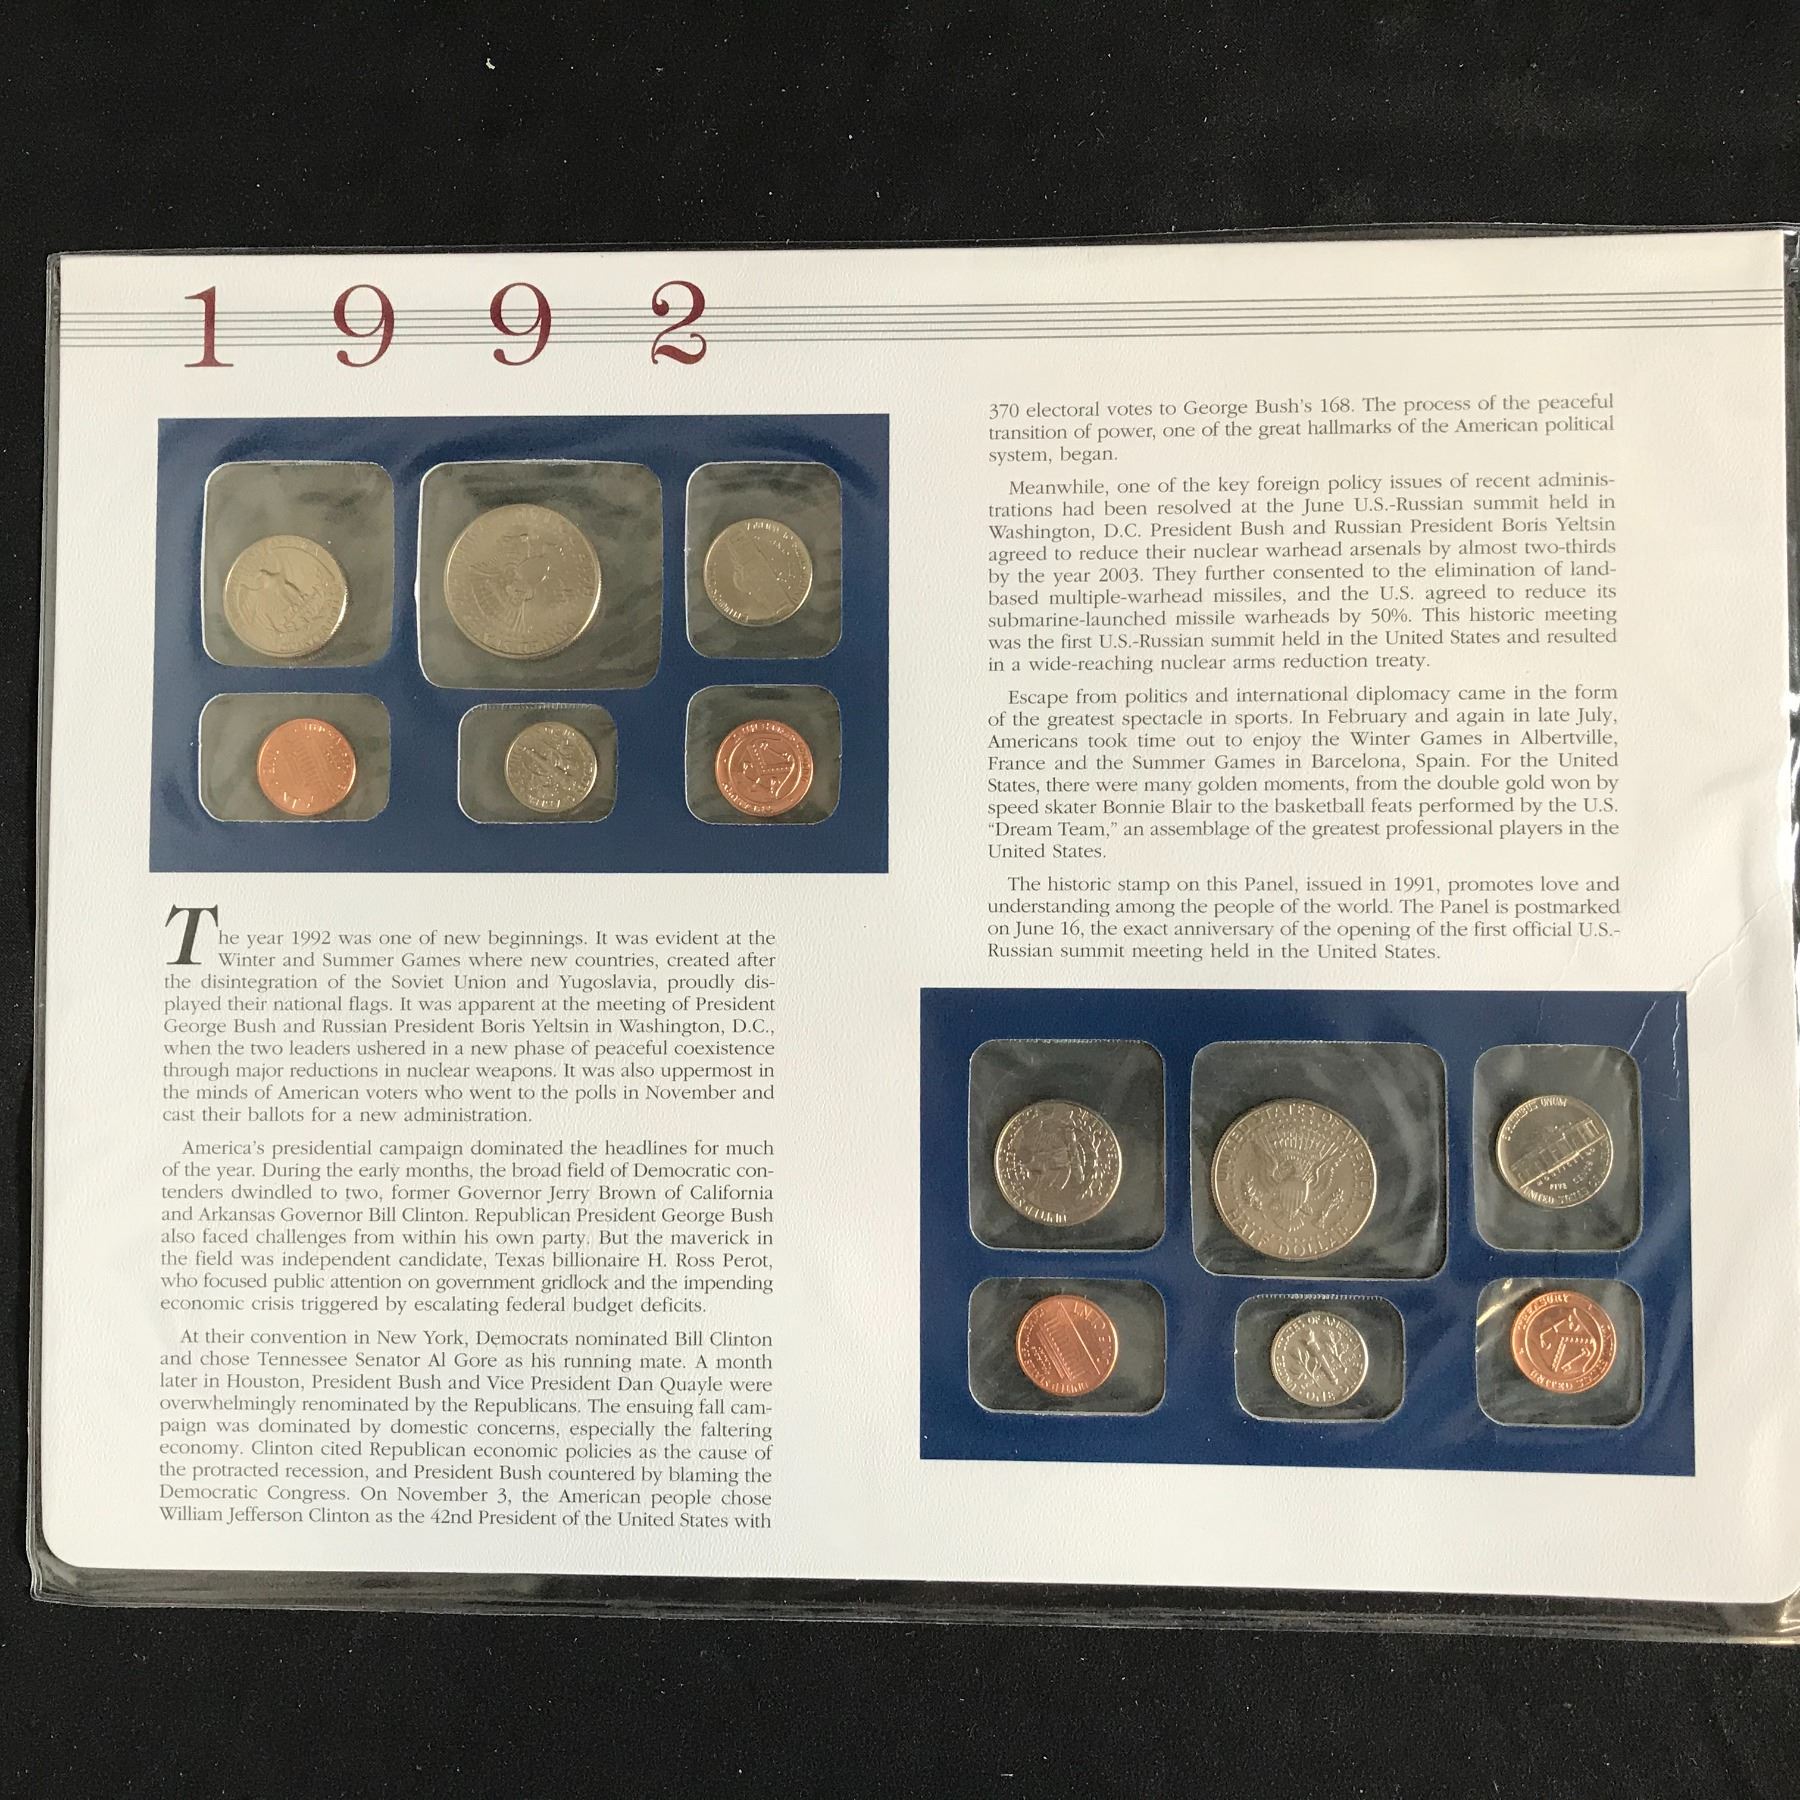 1 9 9 2
The year 1992 was one of new beginnings. It was evident at the
Winter and Summer Games where new countries, created after
the disintegration of the Soviet Union and Yugoslavia, proudly dis-
played their national flags. It was apparent at the meeting of President
George Bush and Russian President Boris Yeltsin in Washington, D.C.,
when the two leaders ushered in a new phase of peaceful coexistence
through major reductions in nuclear weapons. It was also uppermost in
the minds of American voters who went to the polls in November and
cast their ballots for a new administration.
America's presidential campaign dominated the headlines for much
of the year. During the early months, the broad field of Democratic con-
tenders dwindled to two, former Governor Jerry Brown of California
and Arkansas Governor Bill Clinton. Republican President George Bush
also faced challenges from within his own party. But the maverick in
the field was independent candidate, Texas billionaire H. Ross Perot,
who focused public attention on government gridlock and the impending
economic crisis triggered by escalating federal budget deficits.
At their convention in New York, Democrats nominated Bill Clinton
and chose Tennessee Senator Al Gore as his running mate. A month
later in Houston, President Bush and Vice President Dan Quayle were
overwhelmingly renominated by the Republicans. The ensuing fall cam-
paign was dominated by domestic concerns, especially the faltering
economy. Clinton cited Republican economic policies as the cause of
the protracted recession, and President Bush countered by blaming the
Democratic Congress. On November 3, the American people chose
William Jefferson Clinton as the 42nd President of the United States with
370 electoral votes to George Bush's 168. The process of the peaceful
transition of power, one of the great hallmarks of the American political
system, began.
Meanwhile, one of the key foreign policy issues of recent adminis-
trations had been resolved at the June U.S.-Russian summit held in
Washington, D.C. President Bush and Russian President Boris Yeltsin
agreed to reduce their nuclear warhead arsenals by almost two-thirds
by the year 2003. They further consented to the elimination of land-
based multiple-warhead missiles, and the U.S. agreed to reduce its
submarine-launched missile warheads by 50%. This historic meeting
was the first U.S.-Russian summit held in the United States and resulted
in a wide-reaching nuclear arms reduction treaty.
Escape from politics and international diplomacy came in the form
of the greatest spectacle in sports. In February and again in late July,
Americans took time out to enjoy the Winter Games in Albertville,
France and the Summer Games in Barcelona, Spain. For the United
States, there were many golden moments, from the double gold won by
speed skater Bonnie Blair to the basketball feats performed by the U.S.
"Dream Team," an assemblage of the greatest professional players in the
United States.
The historic stamp on this Panel, issued in 1991, promotes love and
understanding among the people of the world. The Panel is postmarked
on June 16, the exact anniversary of the opening of the first official U.S.-
Russian summit meeting held in the United States.
UNITED STATES OF AMERICA
HALF DOLLAR